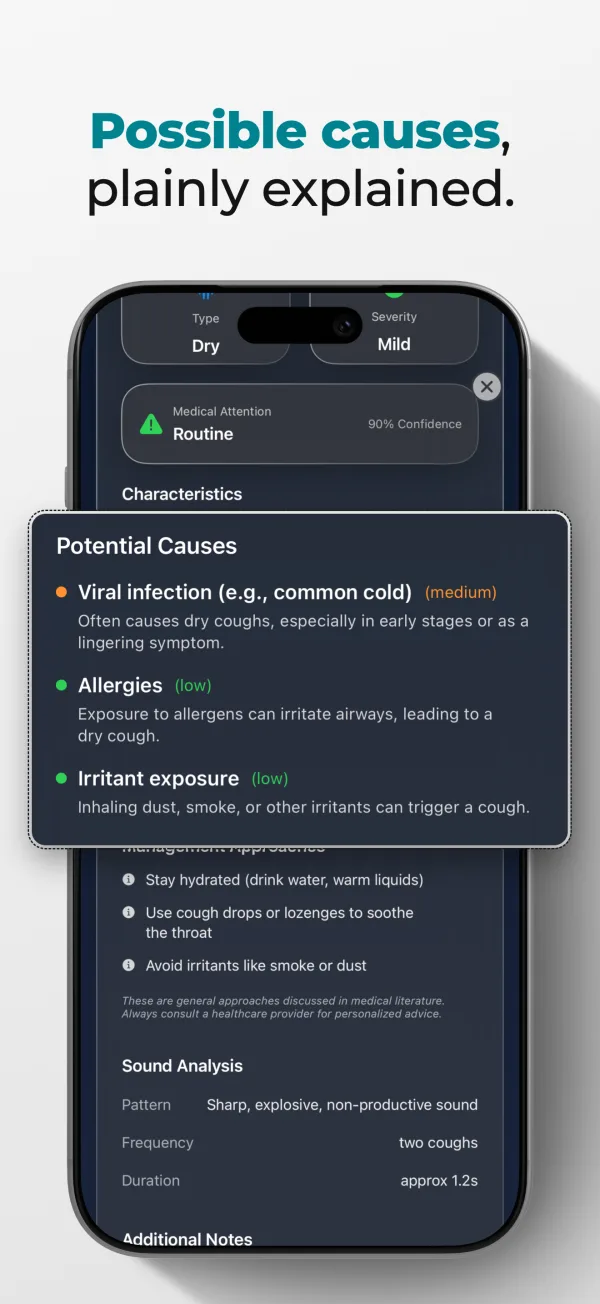 Possible causes,
plainly explained.
Type
Dry
Severity
Mild
Medical Attention
Routine
90% Confidence
Characteristics
Potential Causes
Viral infection (e.g., common cold) (medium)
Often causes dry coughs, especially in early stages or as a
lingering symptom.
Allergies (low)
Exposure to allergens can irritate airways, leading to a
dry cough.
Irritant exposure (low)
Inhaling dust, smoke, or other irritants can trigger a cough.
Management Approaches
Stay hydrated (drink water, warm liquids)
Use cough drops or lozenges to soothe
the throat
Avoid irritants like smoke or dust
These are general approaches discussed in medical literature.
Always consult a healthcare provider for personalized advice.
Sound Analysis
Pattern Sharp, explosive, non-productive sound
Frequency two coughs
Duration approx 1.2s
Additional Notes